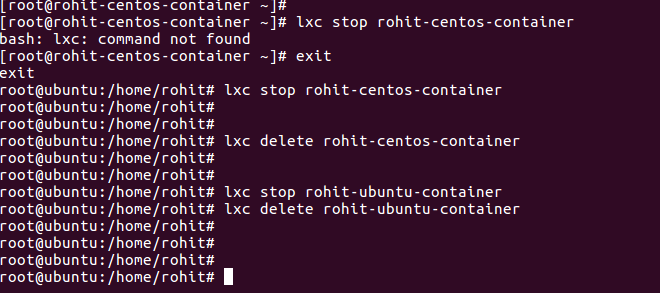 [root@rohit-centos-container ~]#
[root@rohit-centos-container ~]# lxc stop rohit-centos-container
bash: lxc: command not found
[root@rohit-centos-container ~]# exit
exit
root@ubuntu:/home/rohit# lxc stop rohit-centos-container
root@ubuntu:/home/rohit#
root@ubuntu:/home/rohit#
root@ubuntu:/home/rohit# lxc delete rohit-centos-container
root@ubuntu:/home/rohit#
root@ubuntu:/home/rohit#
root@ubuntu:/home/rohit# lxc stop rohit-ubuntu-container
root@ubuntu:/home/rohit# lxc delete rohit-ubuntu-container
root@ubuntu:/home/rohit#
root@ubuntu:/home/rohit#
root@ubuntu:/home/rohit#
root@ubuntu:/home/rohit#